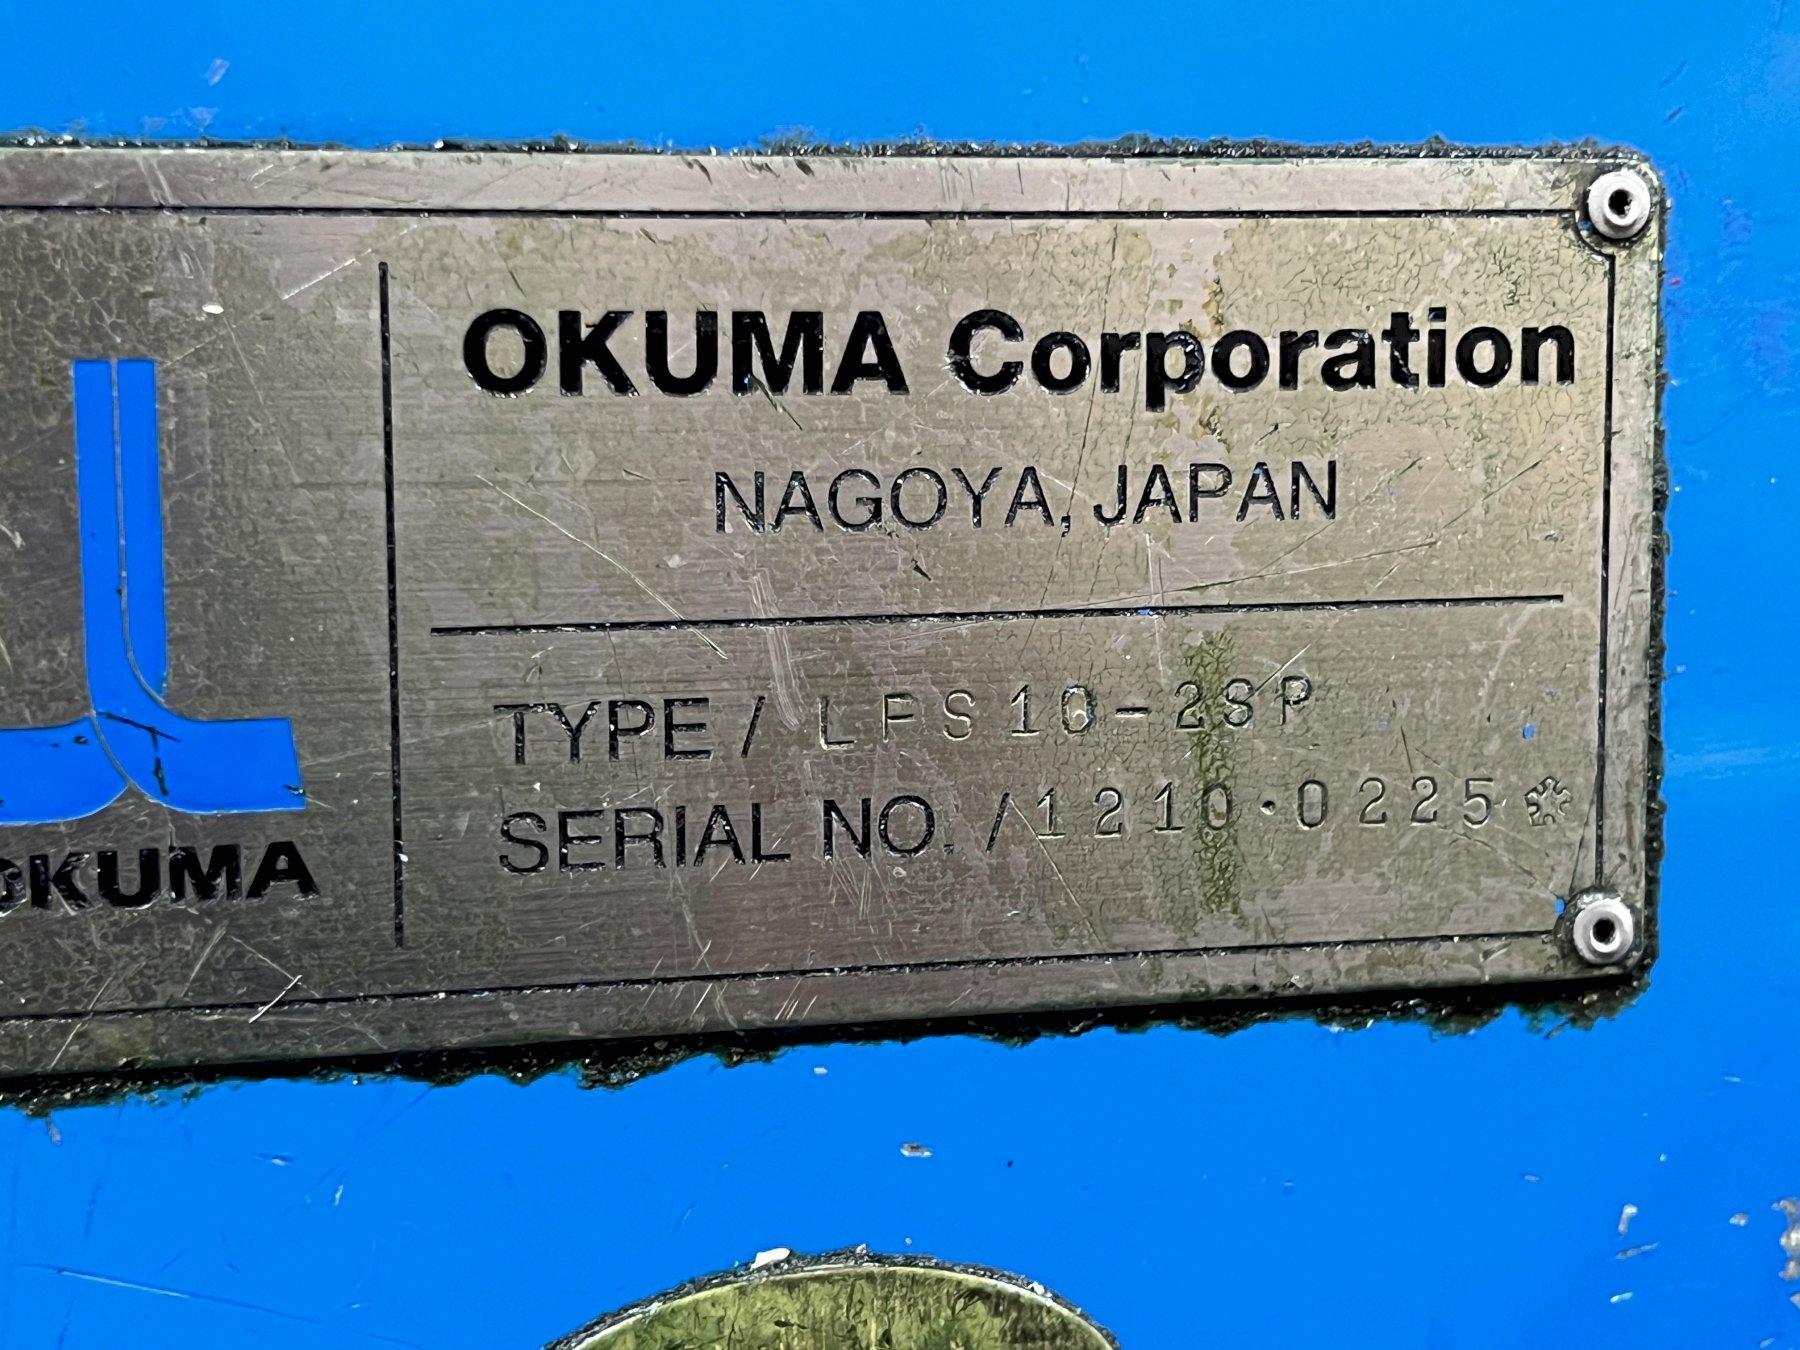 OKUMA Corporation
NAGOYA, JAPAN
TYPE / LFS10-2SP
SERIAL NO. / 1210·0225*
OKUMA